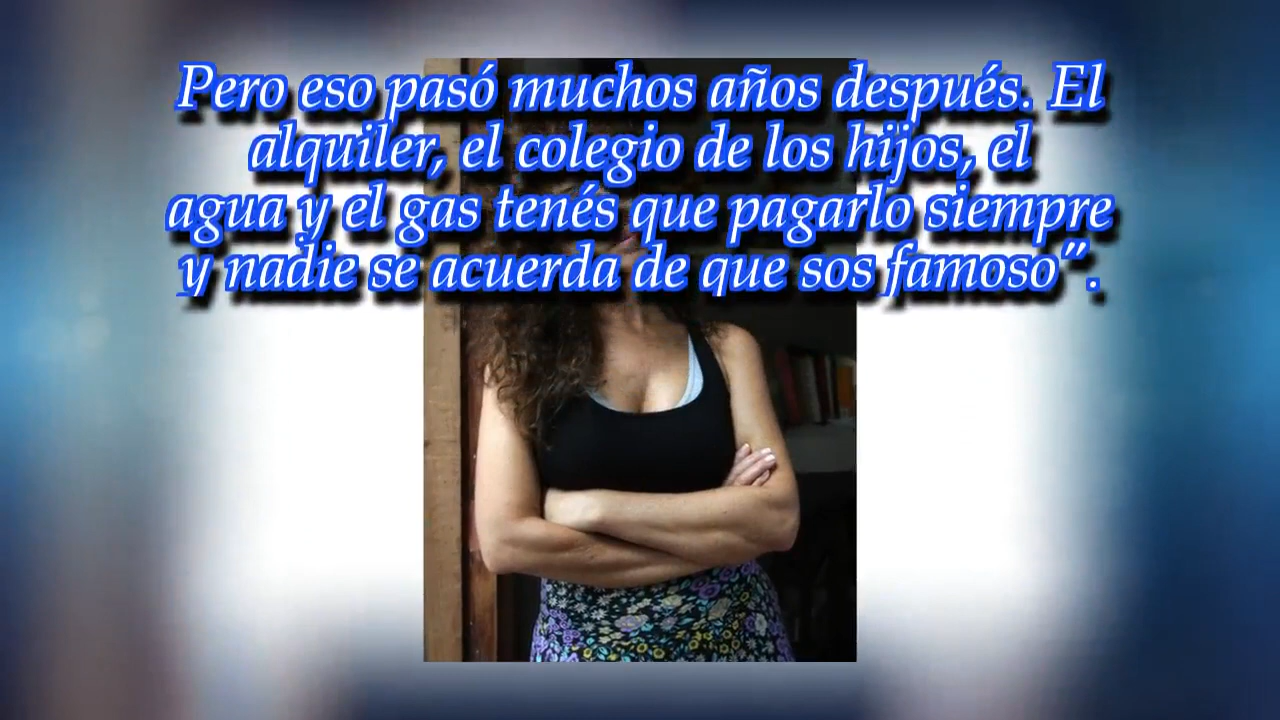 Pero eso pasó muchos años después. El
alquiler, el colegio de los hijos, el
agua y el gas tenés que pagarlo siempre
y nadie se acuerda de que sos famoso”.